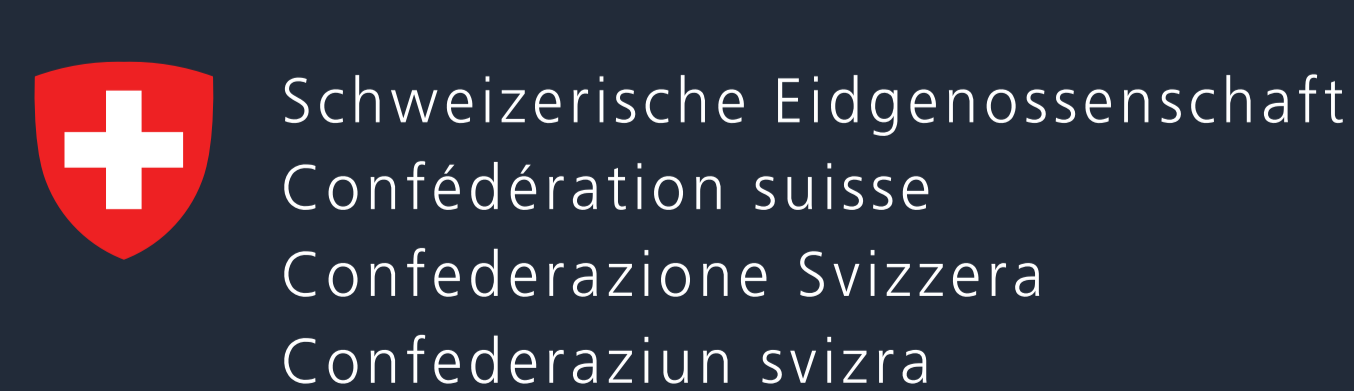 Schweizerische Eidgenossenschaft
Confédération suisse
Confederazione Svizzera
Confederaziun svizra